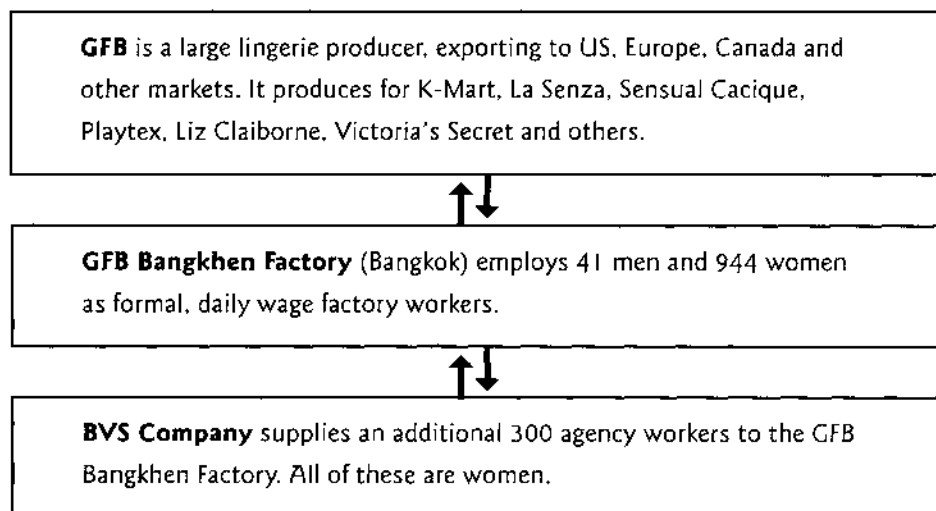 GFB is a large lingerie producer, exporting to US, Europe, Canada and
other markets. It produces for K-Mart, La Senza, Sensual Cacique,
Playtex, Liz Claiborne, Victoria's Secret and others.
GFB Bangkhen Factory (Bangkok) employs 41 men and 944 women
as formal, daily wage factory workers.
BVS Company supplies an additional 300 agency workers to the GFB
Bangkhen Factory. All of these are women.